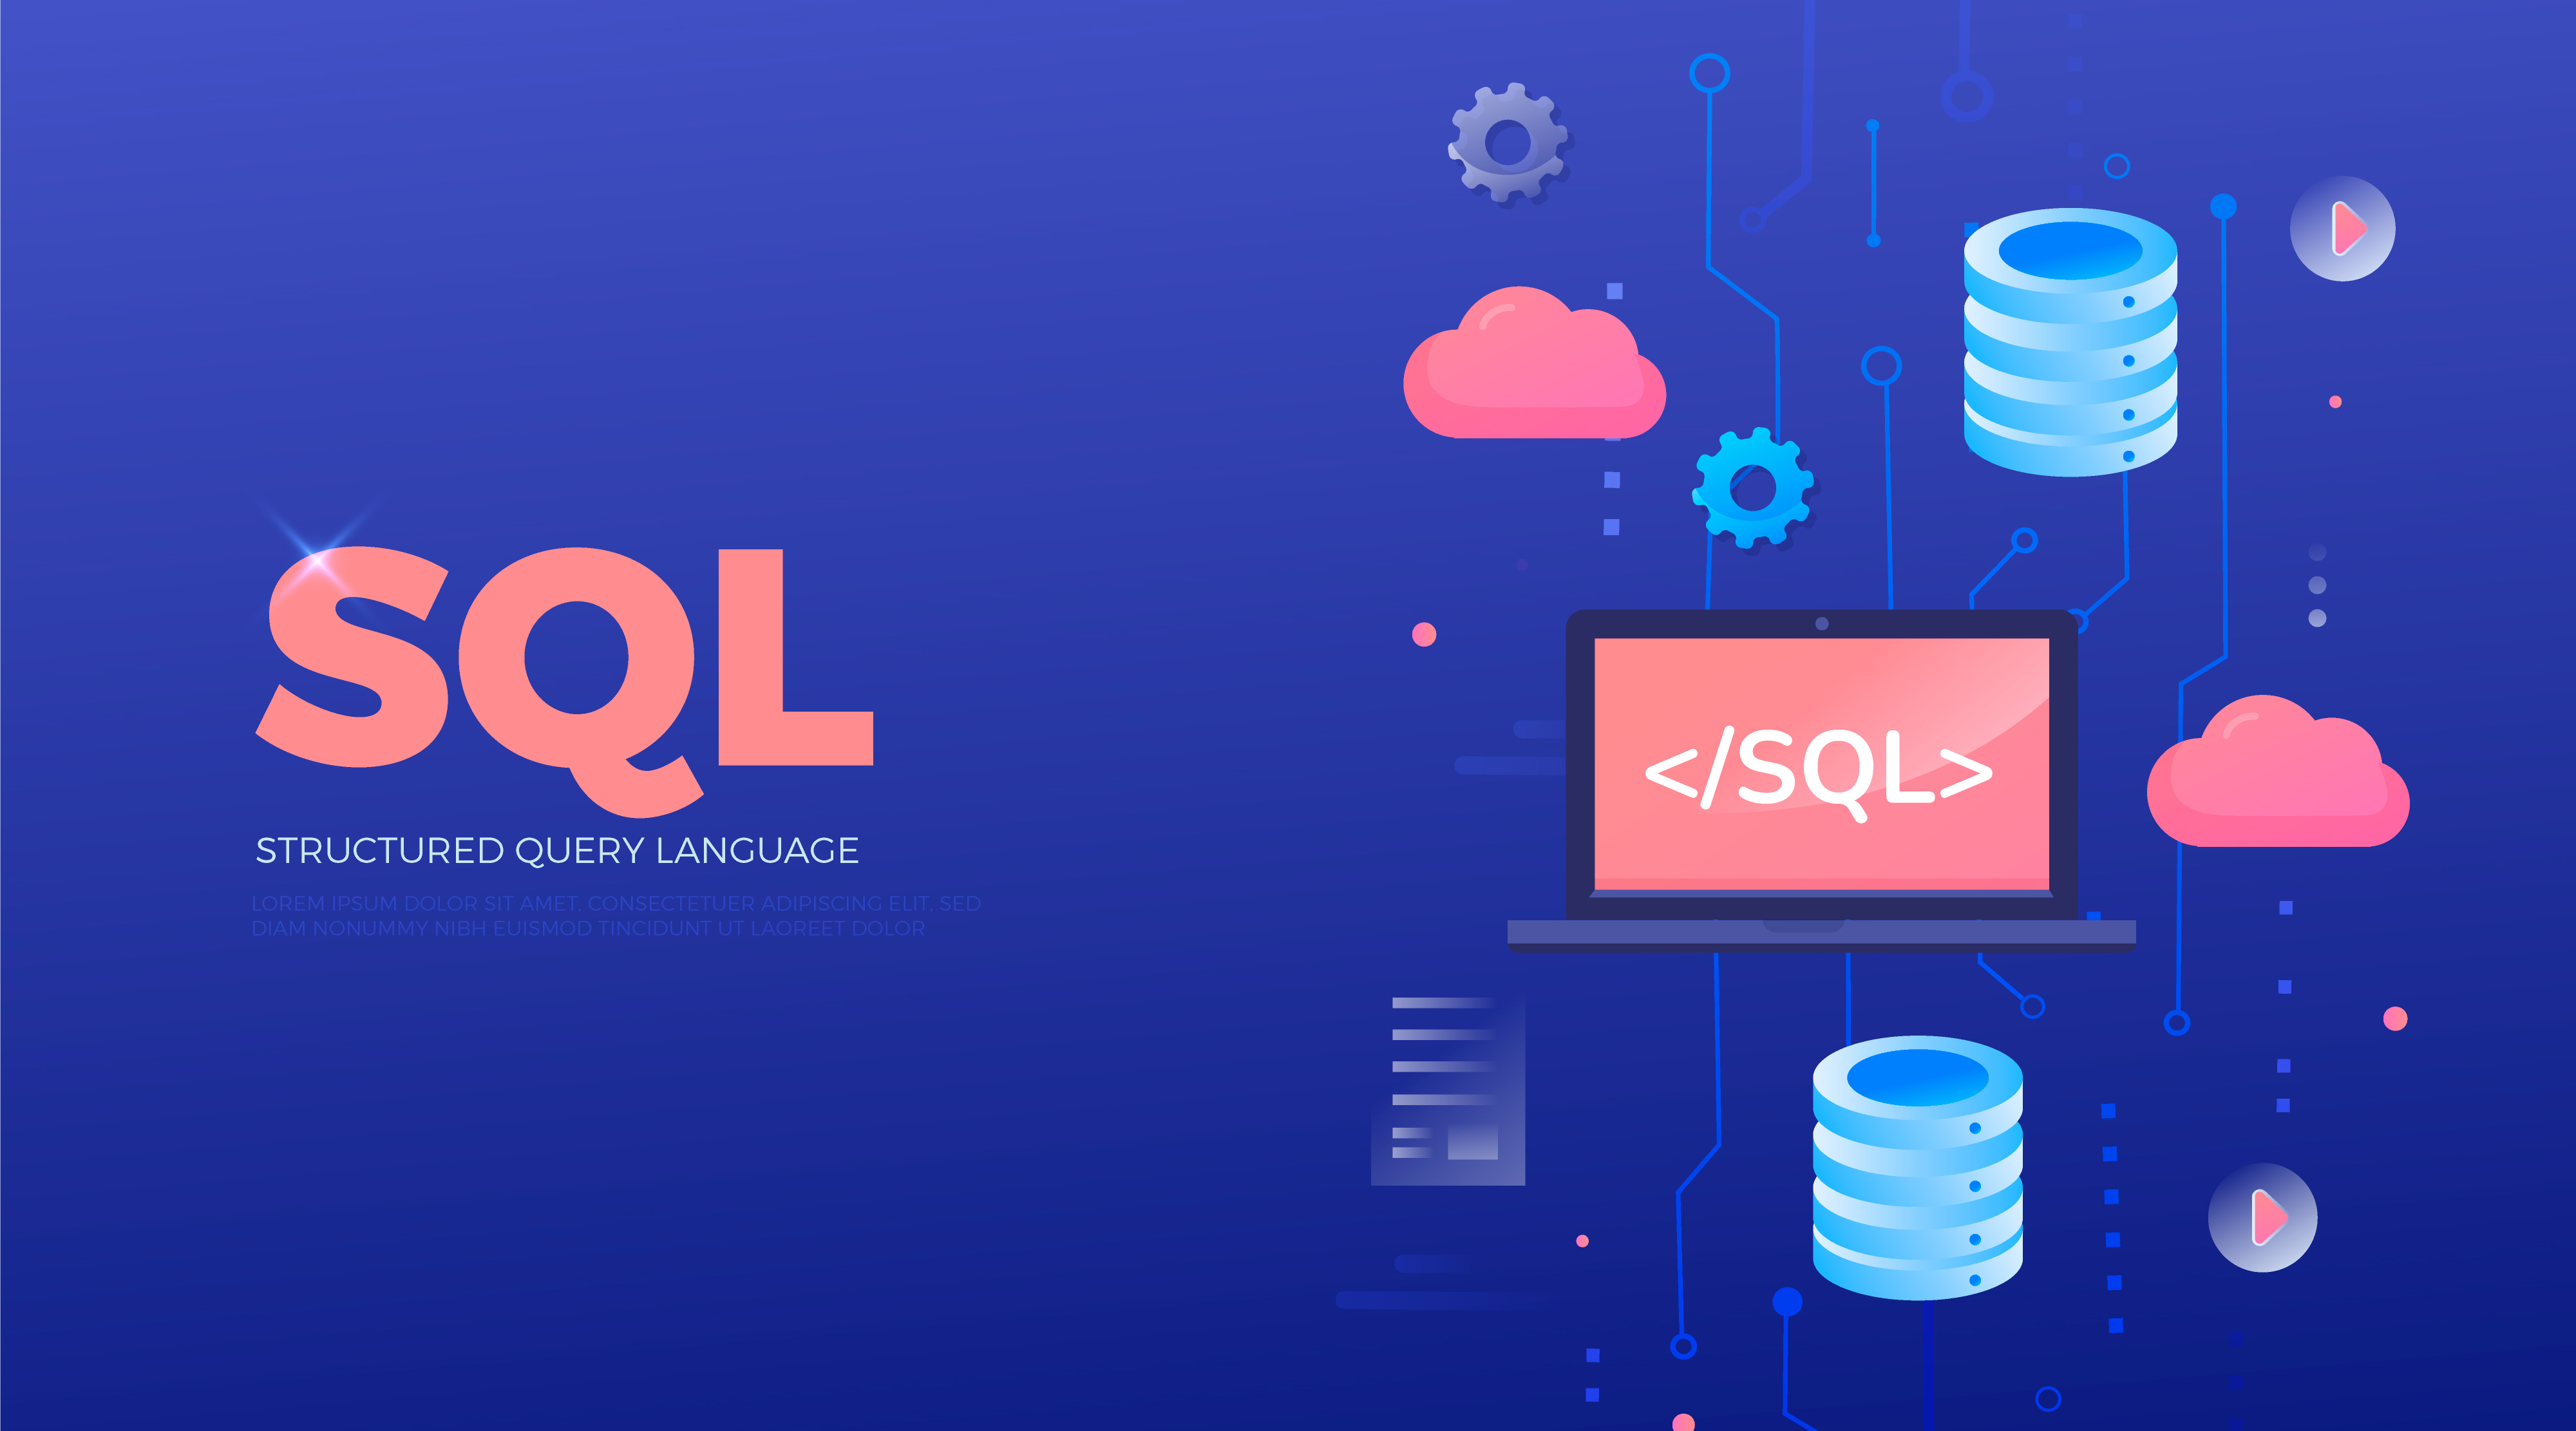 SQL
STRUCTURED QUERY LANGUAGE
LOREM IPSUM DOLOR SIT AMET, CONSECTETUER ADIPISCING ELIT, SED
DIAM NONUMMY NIBH EUISMOD TINCIDUNT UT LAOREET DOLOR
</SQL>